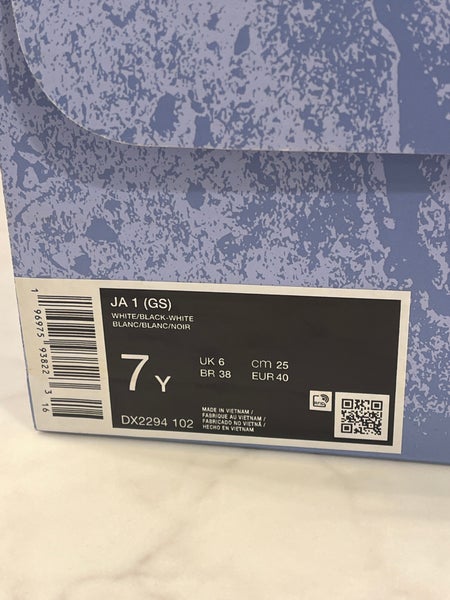 JA 1 (GS)
WHITE/BLACK-WHITE
BLANC/BLANC/NOIR
7 Y
UK 6 cm 25
BR 38 EUR 40
DX2294 102
MADE IN VIETNAM /
FABRIQUE AU VIETNAM /
FABRICADO NO VIETNÃ /
HECHO EN VIETNAM
1 96975 93822 3 16